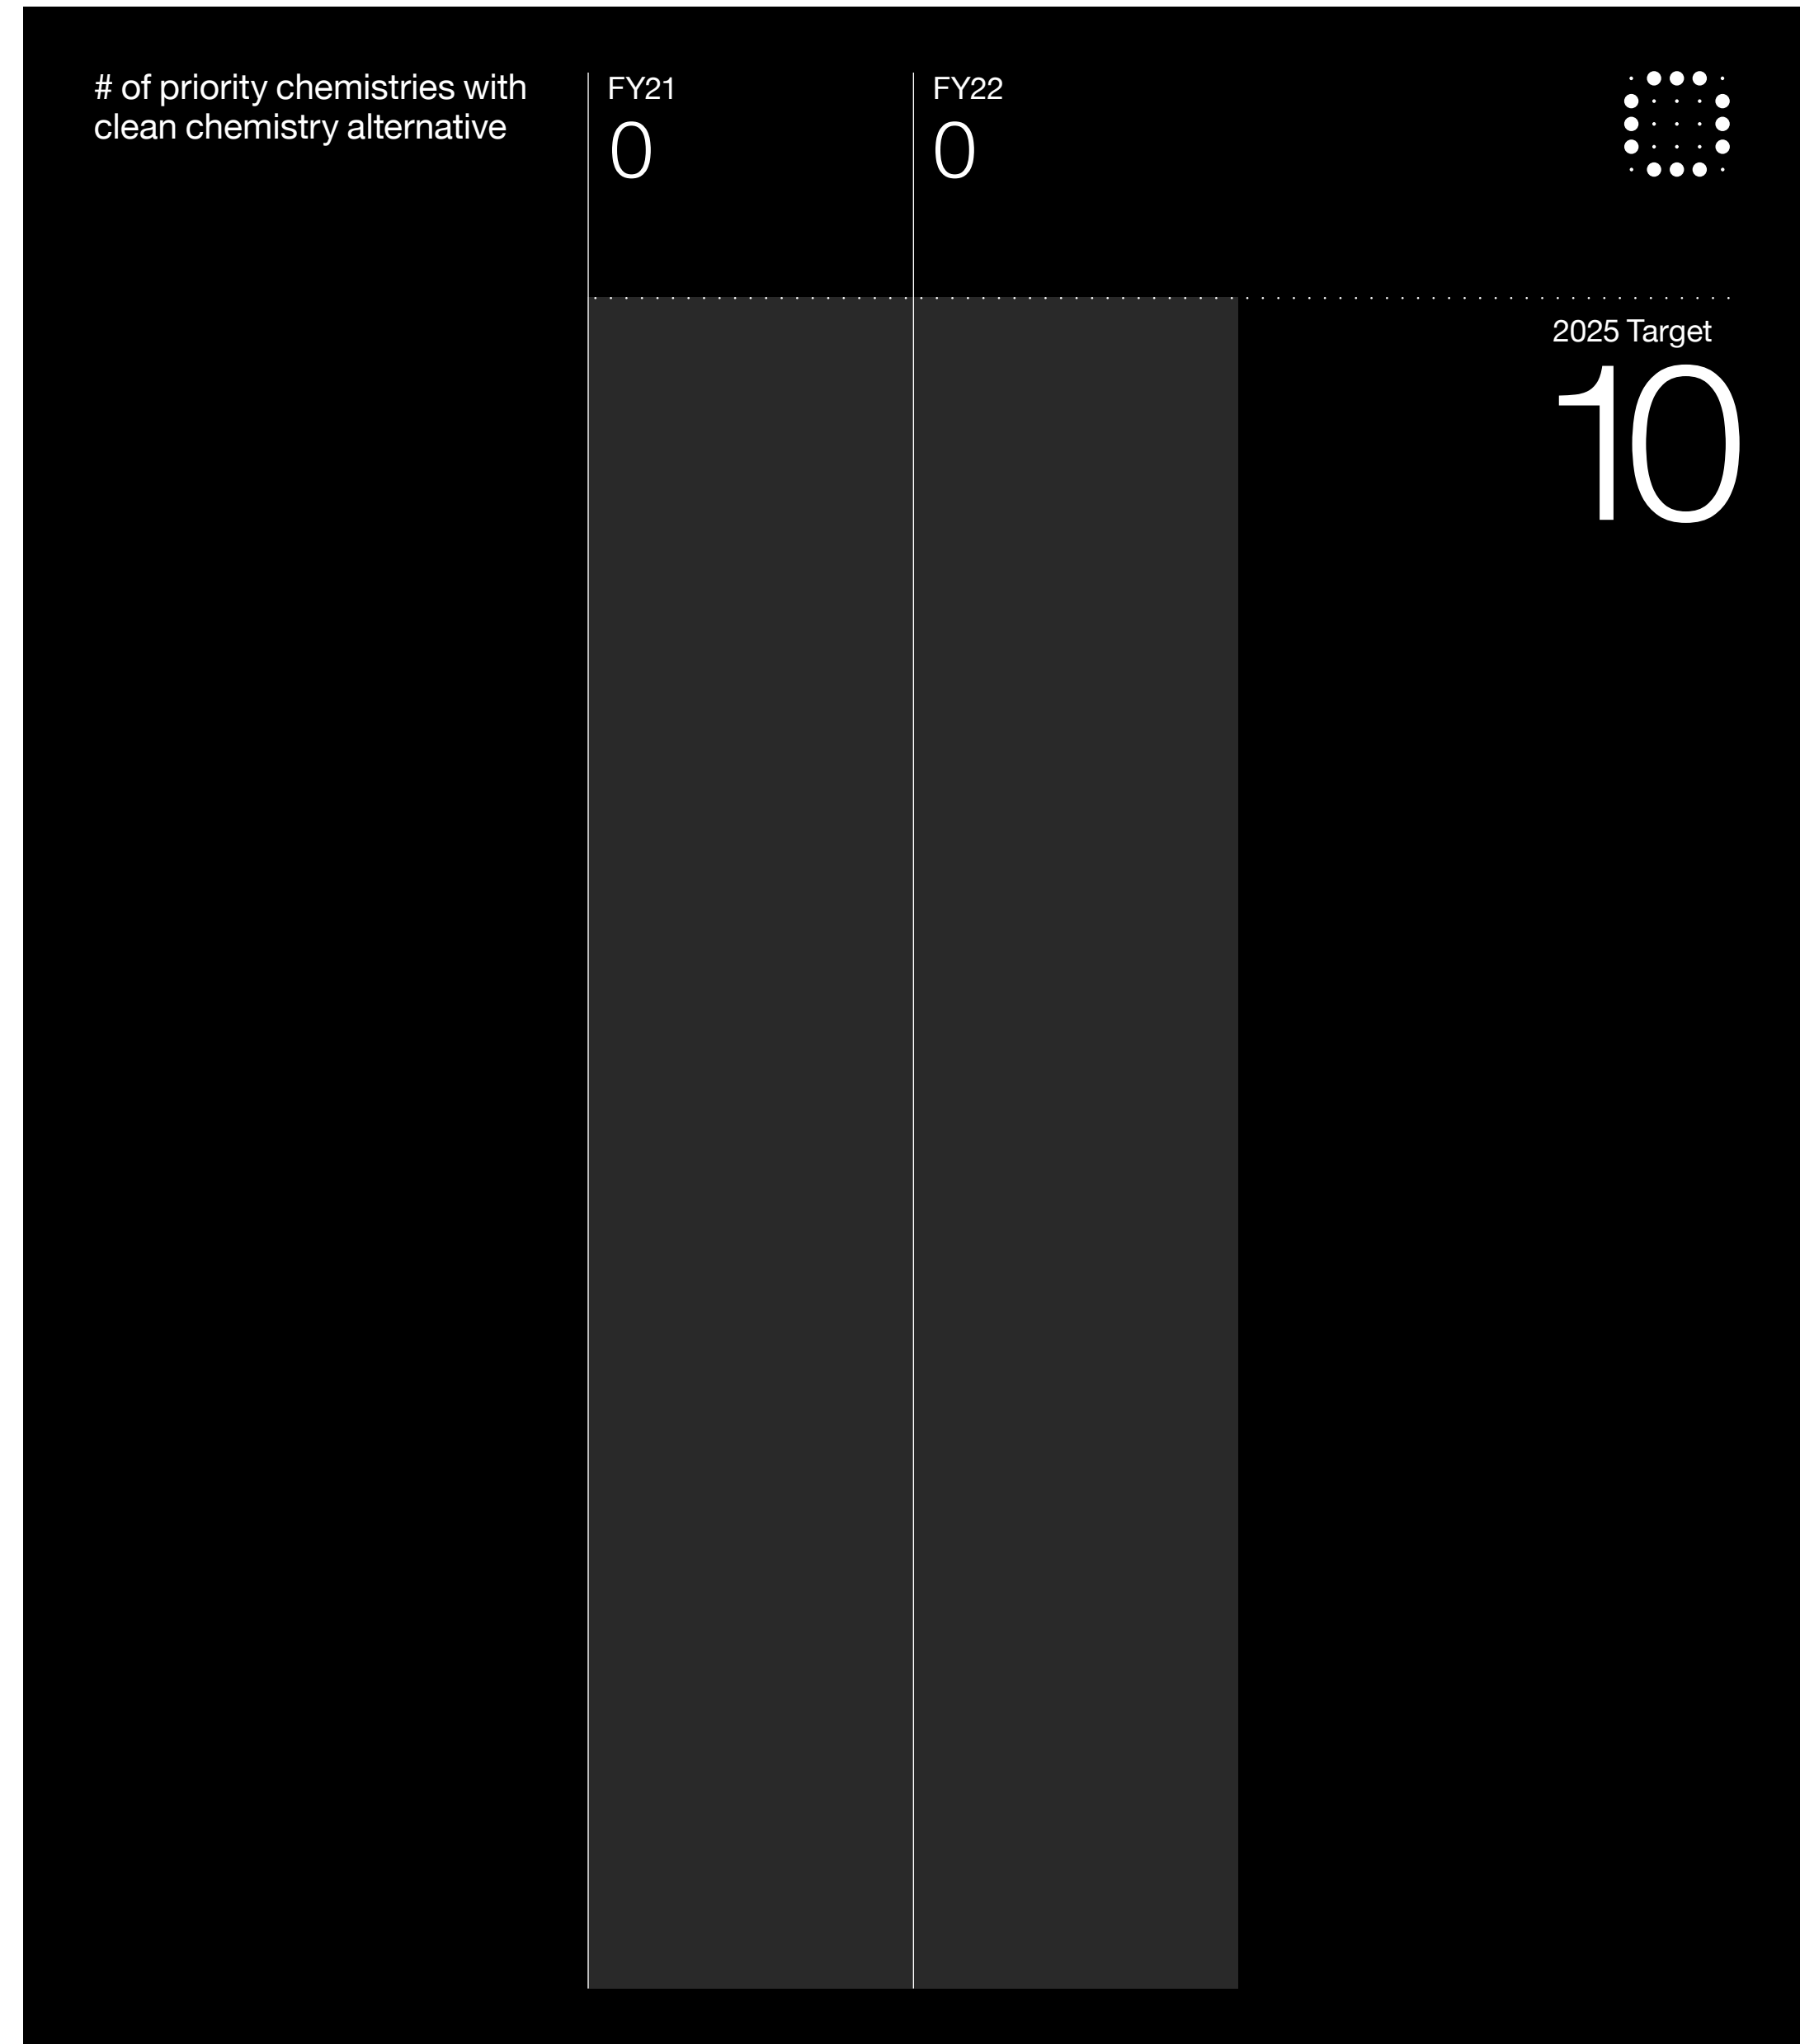 # of priority chemistries with
clean chemistry alternative
FY21
0
FY22
0
2025 Target
10